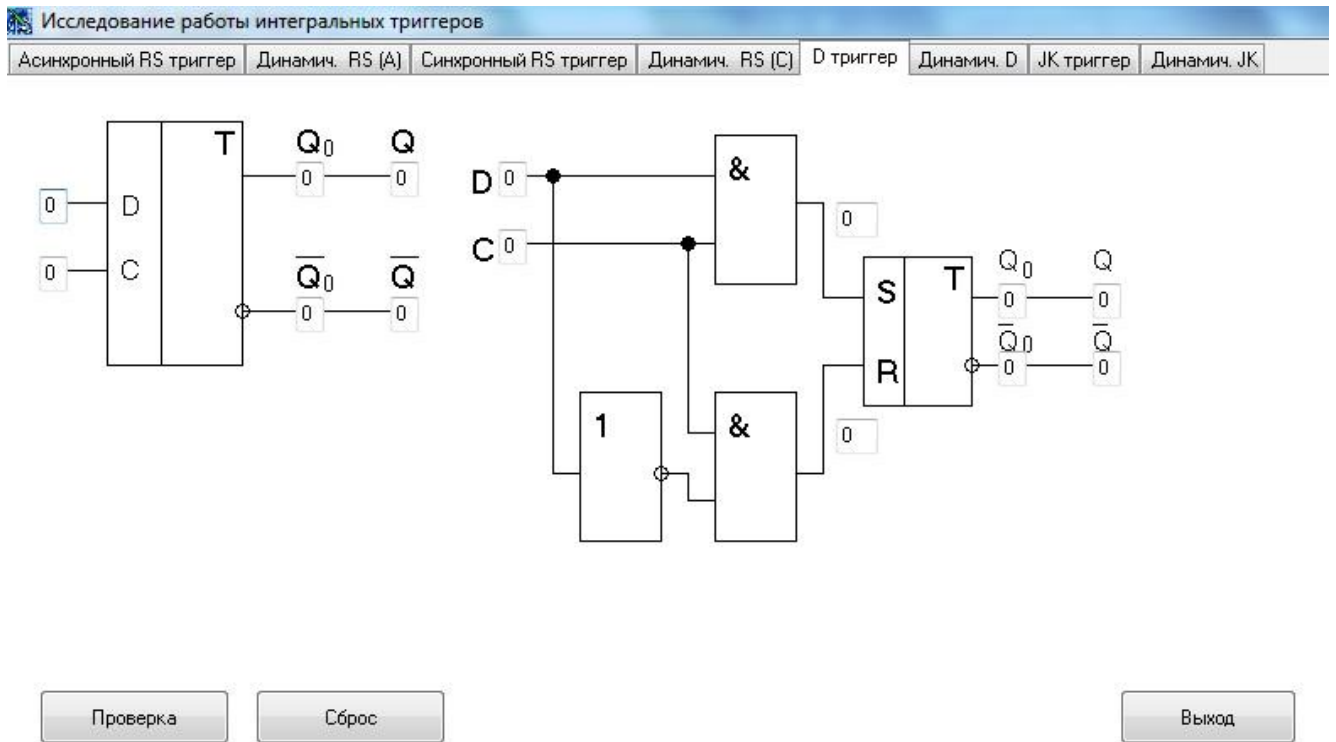 Исследование работы интегральных триггеров
Асинхронный RS триггер Динамич. RS (А) Синхронный RS триггер Динамич. RS (С) D триггер Динамич. D JK триггер Динамич. JK
T Q0 Q
0 0
D 0
&
0 D
0
C 0
0 C
Q̅0 Q̅
0 0
S T Q0 Q
0 0
Q̅0 Q̅
R 0 0
1 &
0
Проверка Сброс Выход